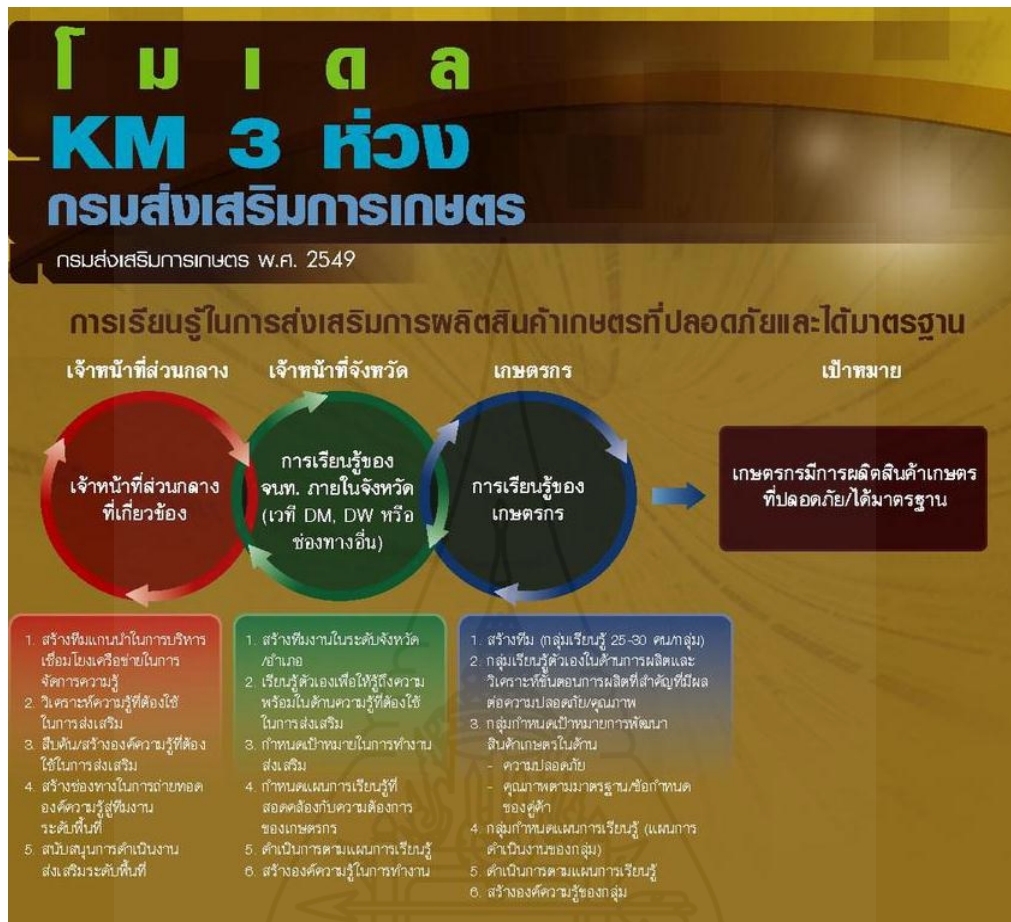 โมเดล
KM 3 ห่วง
กรมส่งเสริมการเกษตร
กรมส่งเสริมการเกษตร พ.ศ. 2549
การเรียนรู้ในการส่งเสริมการผลิตสินค้าเกษตรที่ปลอดภัยและได้มาตรฐาน
เจ้าหน้าที่ส่วนกลาง
เจ้าหน้าที่จังหวัด
เกษตรกร
เป้าหมาย
เจ้าหน้าที่ส่วนกลาง
ที่เกี่ยวข้อง
การเรียนรู้ของ
จนท. ภายในจังหวัด
(เวที DM, DW หรือ
ช่องทางอื่น)
การเรียนรู้ของ
เกษตรกร
เกษตรกรมีการผลิตสินค้าเกษตร
ที่ปลอดภัย/ได้มาตรฐาน
1. สร้างทีมแกนนำในการบริหาร
เชื่อมโยงเครือข่ายในการ
จัดการความรู้
2. วิเคราะห์ความรู้ที่ต้องใช้
ในการส่งเสริม
3. สืบค้น/สร้างองค์ความรู้ที่ต้อง
ใช้ในการส่งเสริม
4. สร้างช่องทางในการถ่ายทอด
องค์ความรู้สู่ทีมงาน
ระดับพื้นที่
5. สนับสนุนการดำเนินงาน
ส่งเสริมระดับพื้นที่
1. สร้างทีมงานในระดับจังหวัด
/อำเภอ
2. เรียนรู้ตัวเองเพื่อให้รู้ถึงความ
พร้อมในด้านความรู้ที่ต้องใช้
ในการส่งเสริม
3. กำหนดเป้าหมายในการทำงาน
ส่งเสริม
4. กำหนดแผนการเรียนรู้ที่
สอดคล้องกับความต้องการ
ของเกษตรกร
5. ดำเนินการตามแผนการเรียนรู้
6. สร้างองค์ความรู้ในการทำงาน
1. สร้างทีม (กลุ่มเรียนรู้ 25-30 คน/กลุ่ม)
2. กลุ่มเรียนรู้ตัวเองในด้านการผลิตและ
วิเคราะห์ขั้นตอนการผลิตที่สำคัญที่มีผล
ต่อความปลอดภัย/คุณภาพ
3. กลุ่มกำหนดเป้าหมายการพัฒนา
สินค้าเกษตรในด้าน
- ความปลอดภัย
- คุณภาพตามมาตรฐาน/ข้อกำหนด
ของคู่ค้า
4. กลุ่มกำหนดแผนการเรียนรู้ (แผนการ
ดำเนินงานของกลุ่ม)
5. ดำเนินการตามแผนการเรียนรู้
6. สร้างองค์ความรู้ของกลุ่ม